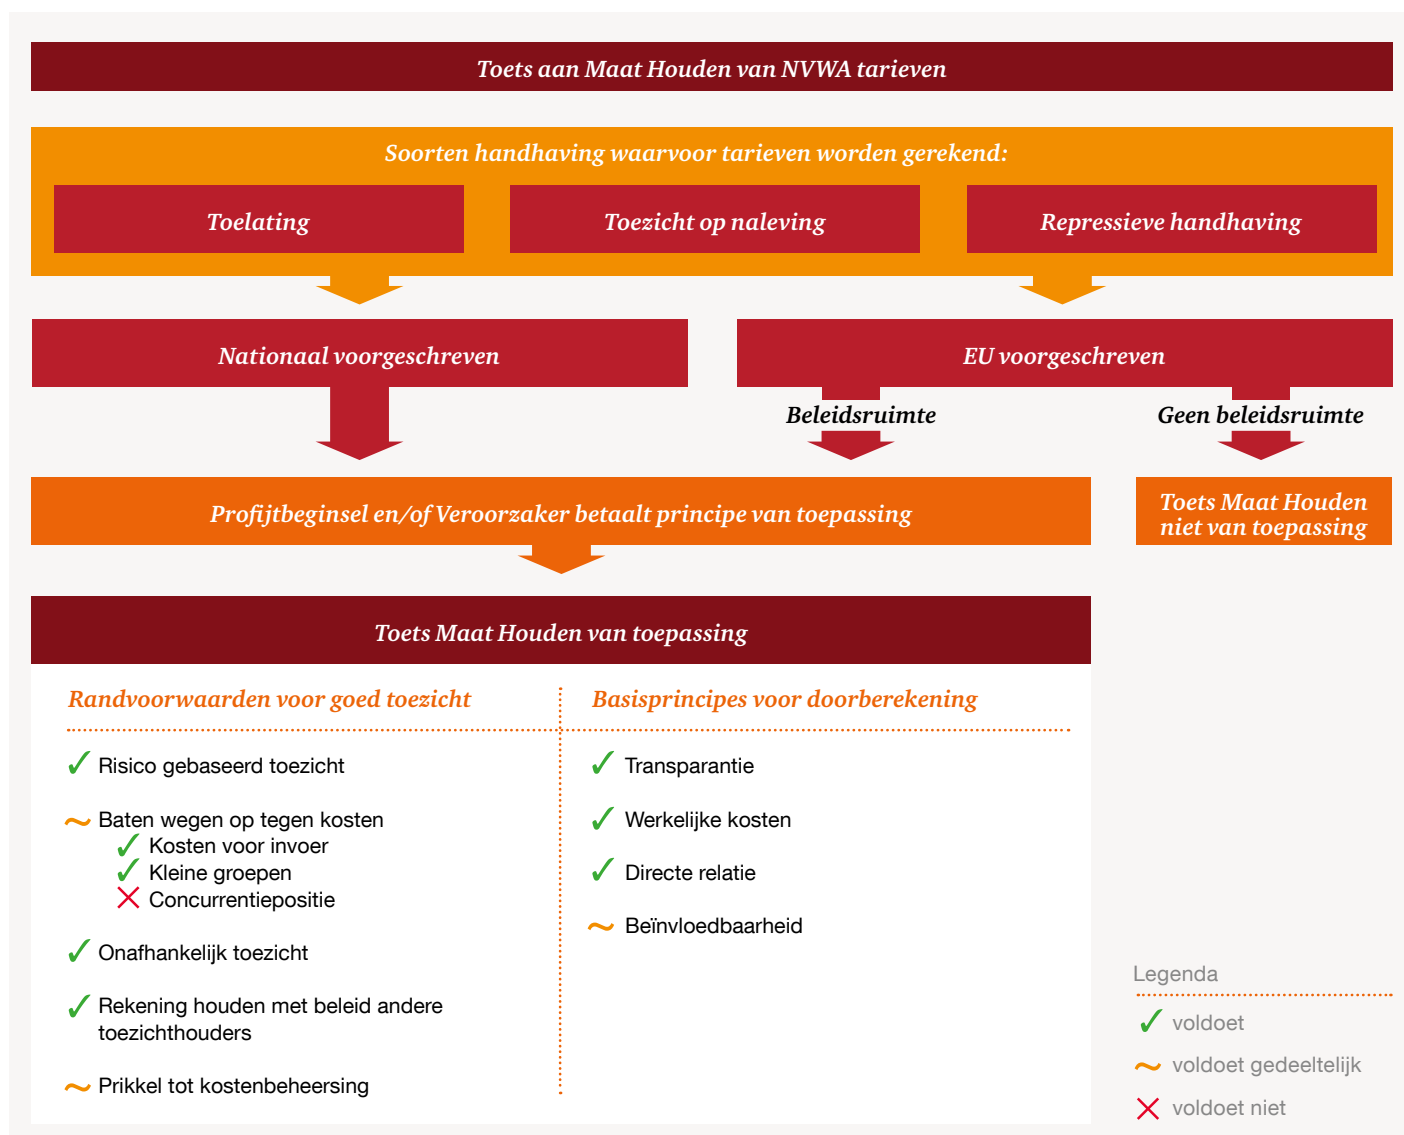 Toets aan Maat Houden van NVWA tarieven
Soorten handhaving waarvoor tarieven worden gerekend:
Toelating
Toezicht op naleving
Repressieve handhaving
Nationaal voorgeschreven
EU voorgeschreven
Beleidsruimte
Geen beleidsruimte
Profijtbeginsel en/of Veroorzaker betaalt principe van toepassing
Toets Maat Houden
niet van toepassing
Toets Maat Houden van toepassing
Randvoorwaarden voor goed toezicht
✓ Risico gebaseerd toezicht
~ Baten wegen op tegen kosten
✓ Kosten voor invoer
✓ Kleine groepen
✗ Concurrentiepositie
✓ Onafhankelijk toezicht
✓ Rekening houden met beleid andere
toezichthouders
~ Prikkel tot kostenbeheersing
Basisprincipes voor doorberekening
✓ Transparantie
✓ Werkelijke kosten
✓ Directe relatie
~ Beïnvloedbaarheid
Legenda
✓ voldoet
~ voldoet gedeeltelijk
✗ voldoet niet